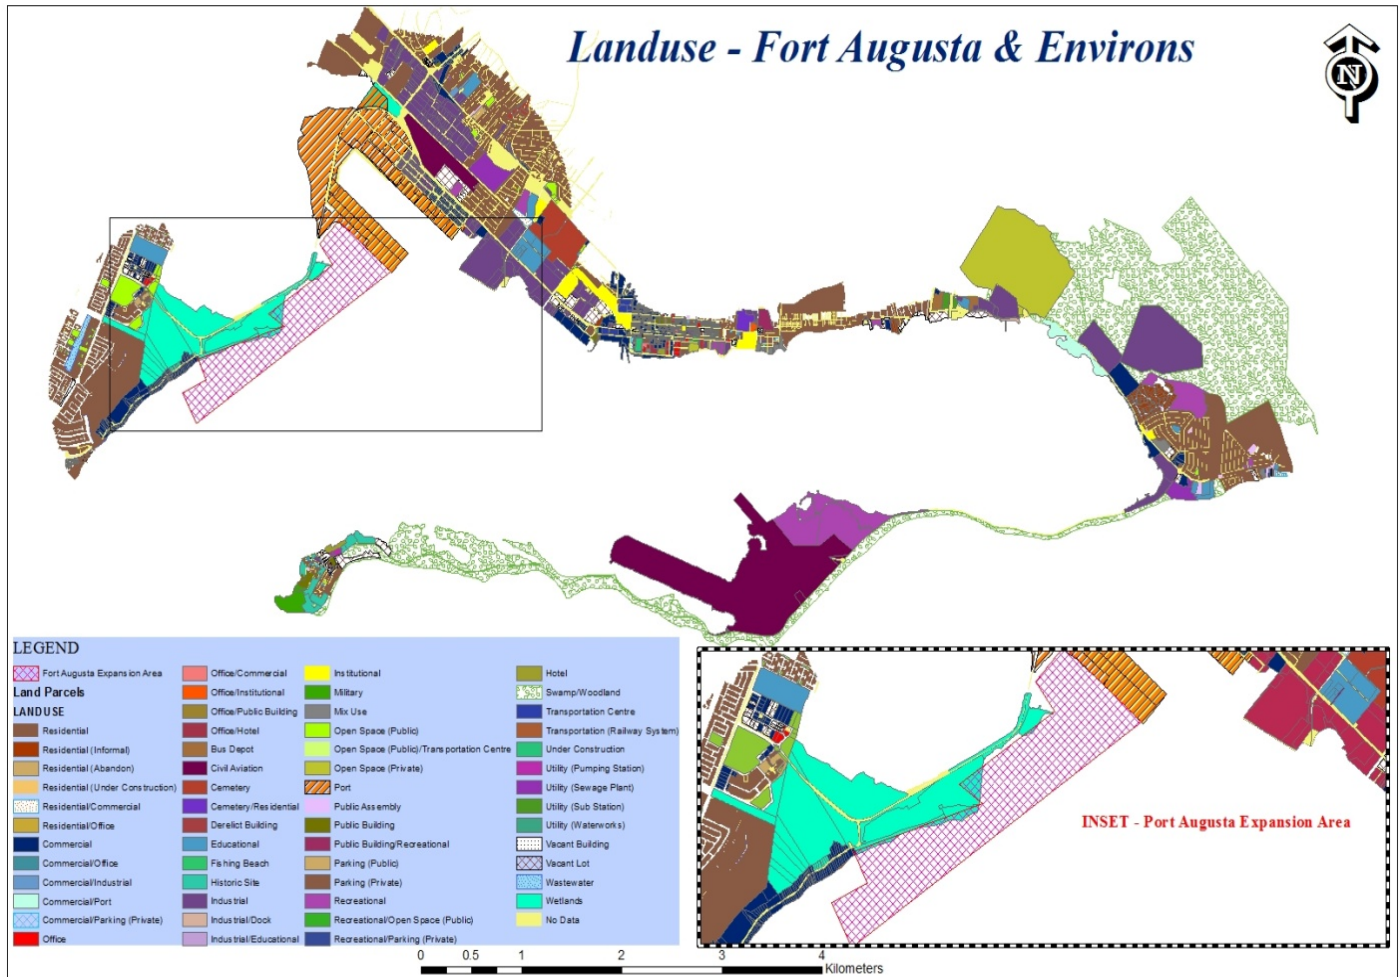 Landuse - Fort Augusta & Environs
N
LEGEND
Fort Augusta Expansion Area
Land Parcels
LANDUSE
Residential
Residential (Informal)
Residential (Abandon)
Residential (Under Construction)
Residential/Commercial
Residential/Office
Commercial
Commercial/Office
Commercial/Industrial
Commercial/Port
Commercial/Parking (Private)
Office
Office/Commercial
Office/Institutional
Office/Public Building
Office/Hotel
Bus Depot
Civil Aviation
Cemetery
Cemetery/Residential
Derelict Building
Educational
Fishing Beach
Historic Site
Industrial
Industrial/Dock
Industrial/Educational
Institutional
Military
Mix Use
Open Space (Public)
Open Space (Public)/Transportation Centre
Open Space (Private)
Port
Public Assembly
Public Building
Public Building/Recreational
Parking (Public)
Parking (Private)
Recreational
Recreational/Open Space (Public)
Recreational/Parking (Private)
Hotel
Swamp/Woodland
Transportation Centre
Transportation (Railway System)
Under Construction
Utility (Pumping Station)
Utility (Sewage Plant)
Utility (Sub Station)
Utility (Waterworks)
Vacant Building
Vacant Lot
Wastewater
Wetlands
No Data
INSET - Port Augusta Expansion Area
0 0.5 1 2 3 4
Kilometers